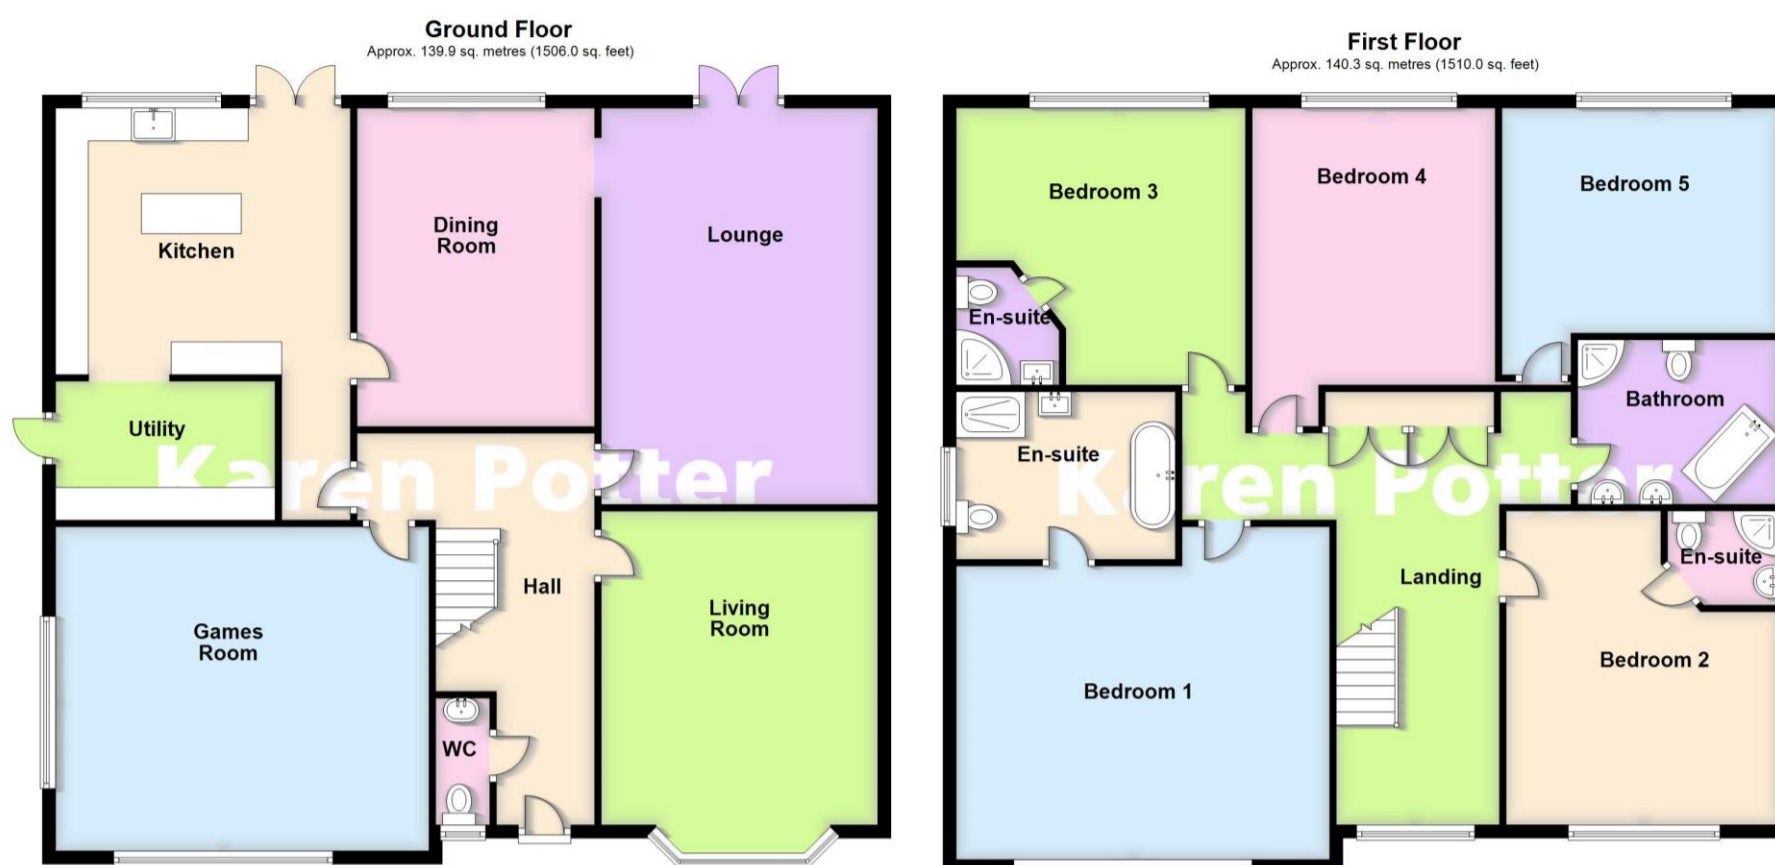 Ground Floor
Approx. 139.9 sq. metres (1506.0 sq. feet)
Kitchen
Dining
Room
Lounge
Utility
Karen Potter
Games
Room
Hall
Living
Room
WC
First Floor
Approx. 140.3 sq. metres (1510.0 sq. feet)
Bedroom 3
Bedroom 4
Bedroom 5
En-suite
Bathroom
En-suite
Karen Potter
En-suite
Landing
Bedroom 2
Bedroom 1